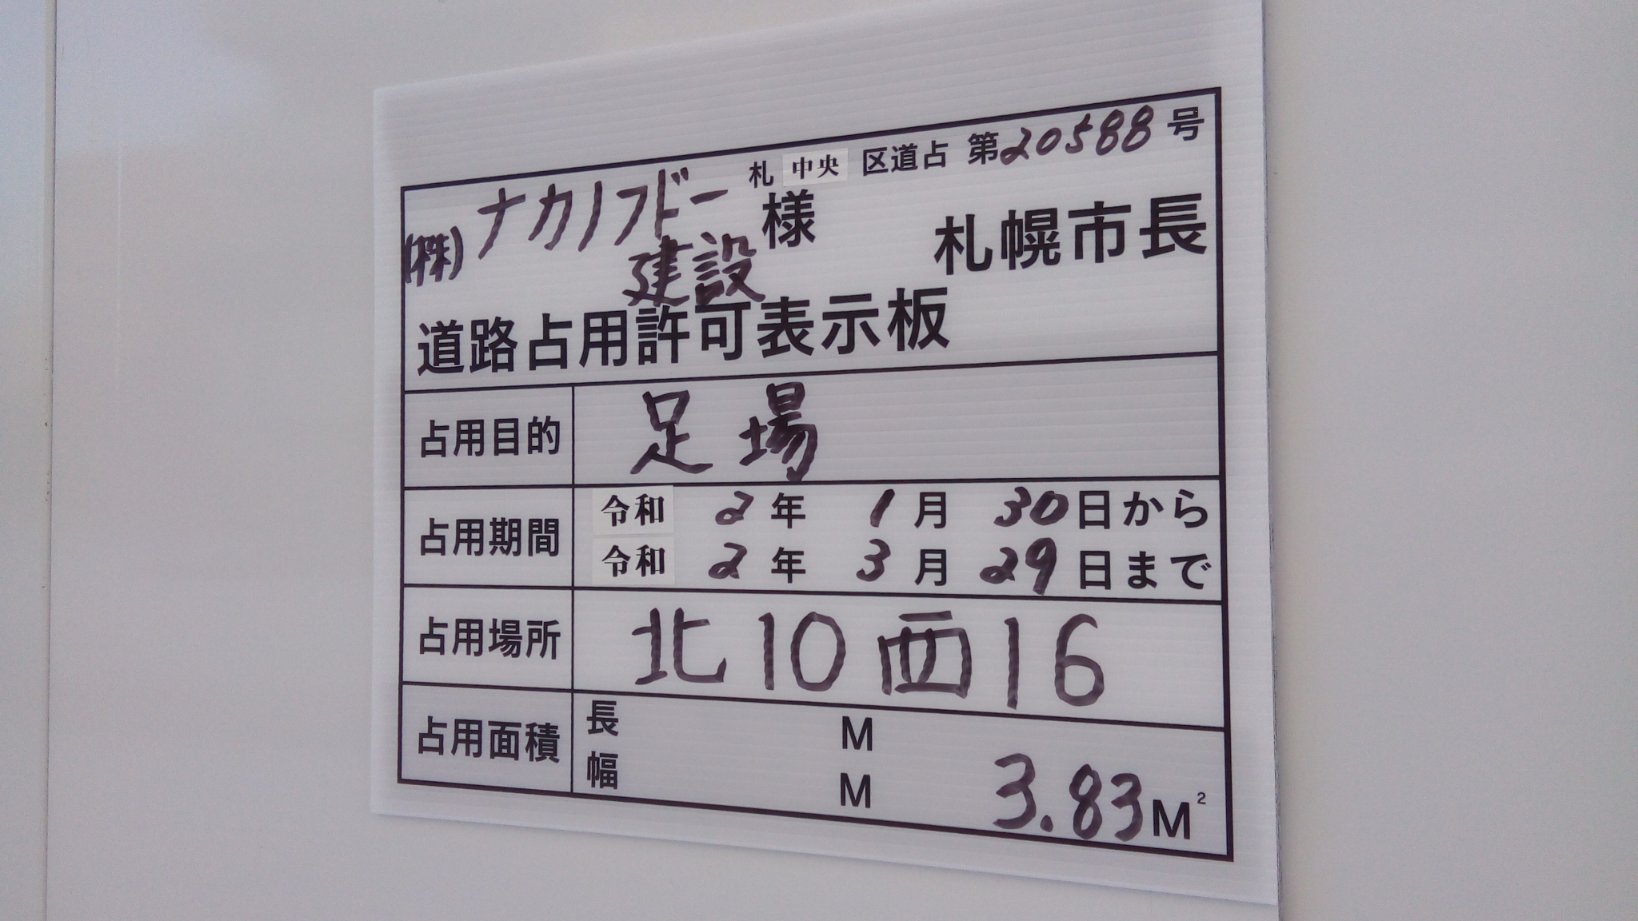 札 中央 区道占 第20588号
(株)ナカノフドー 様
建設
札幌市長
道路占用許可表示板
占用目的 足場
占用期間 令和 2年 1月 30日から
令和 2年 3月 29日まで
占用場所 北10西16
占用面積 長 M
幅 M 3.83M²